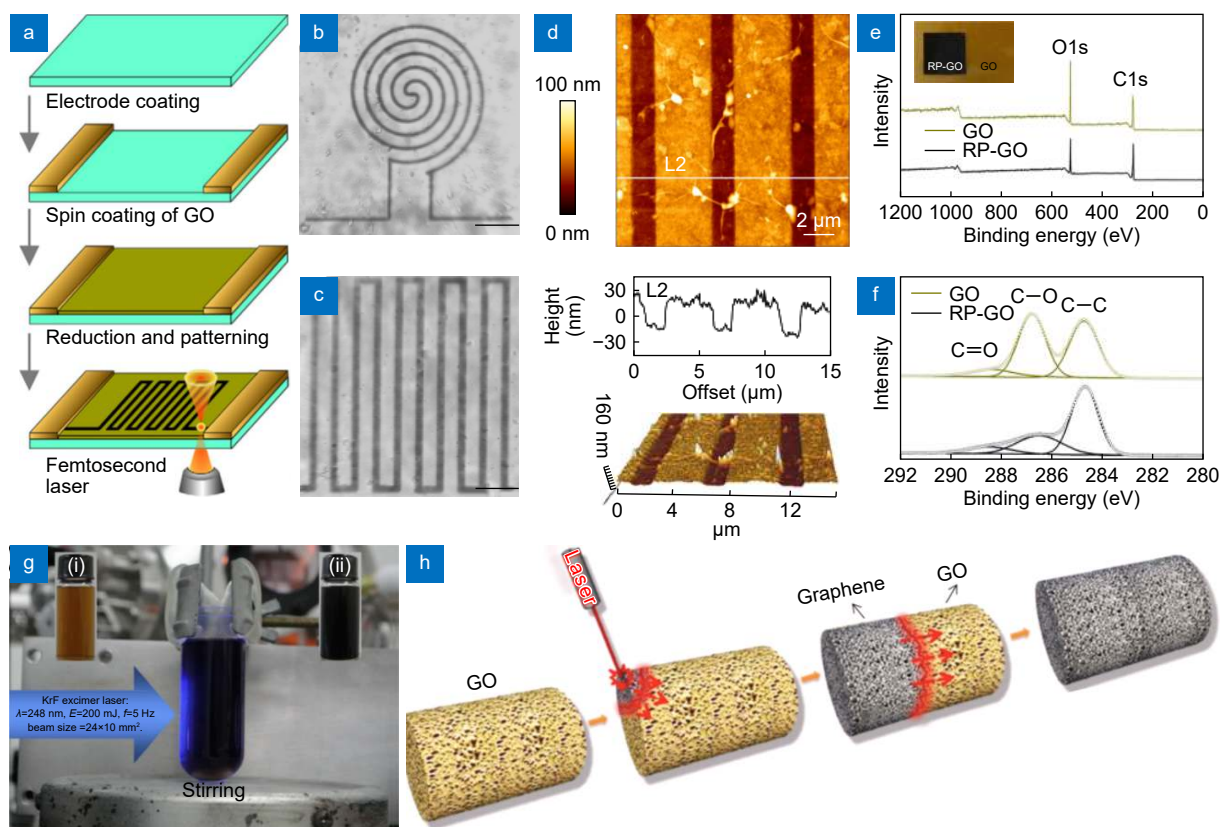 a
Electrode coating
Spin coating of GO
Reduction and patterning
Femtosecond
laser
b
c
d
100 nm
0 nm
L2
2 μm
Height
(nm)
30
0
−30
L2
0
5
10
15
Offset (μm)
160 nm
0
4
8
12
μm
e
RP-GO
GO
O1s
C1s
GO
RP-GO
Intensity
1200
1000
800
600
400
200
0
Binding energy (eV)
f
GO
RP-GO
C−O
C−C
C=O
Intensity
292
290
288
286
284
282
280
Binding energy (eV)
g
(i)
(ii)
KrF excimer laser:
λ=248 nm, E=200 mJ, f=5 Hz
beam size =24×10 mm².
Stirring
h
GO
Laser
Graphene
GO